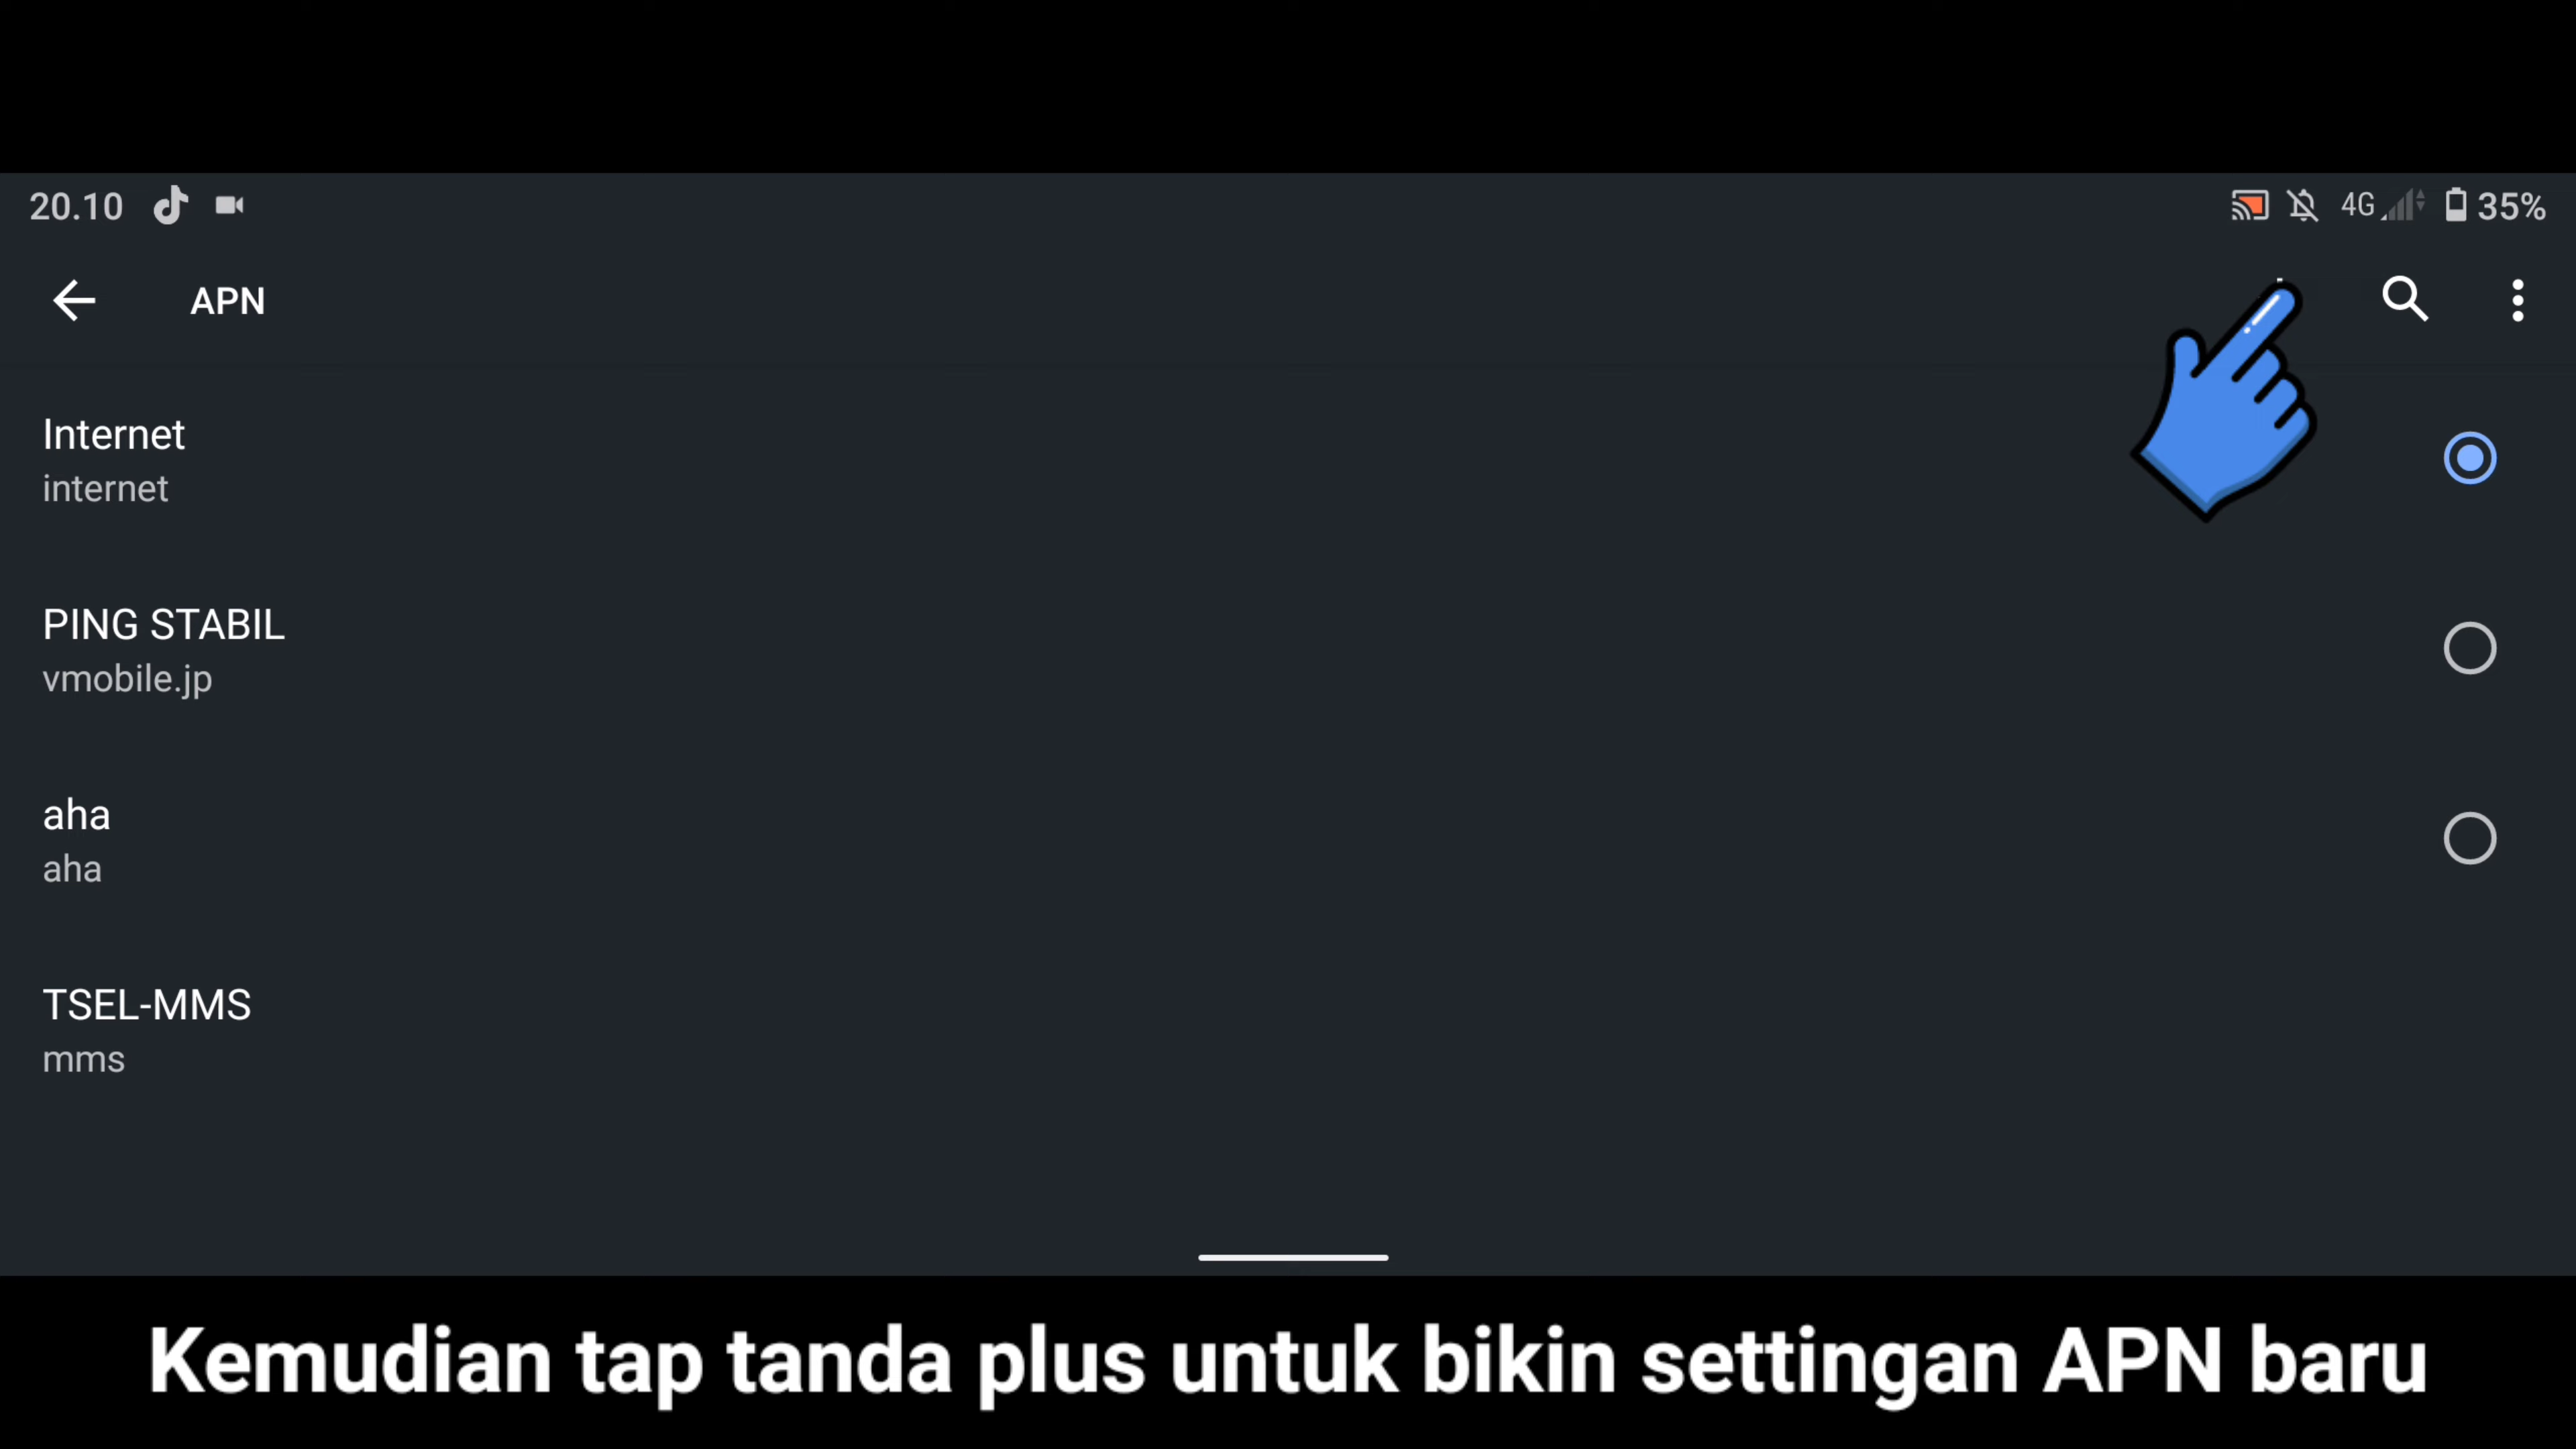 20.10
4G
35%
APN
Internet
internet
PING STABIL
vmobile.jp
aha
aha
TSEL-MMS
mms
Kemudian tap tanda plus untuk bikin settingan APN baru